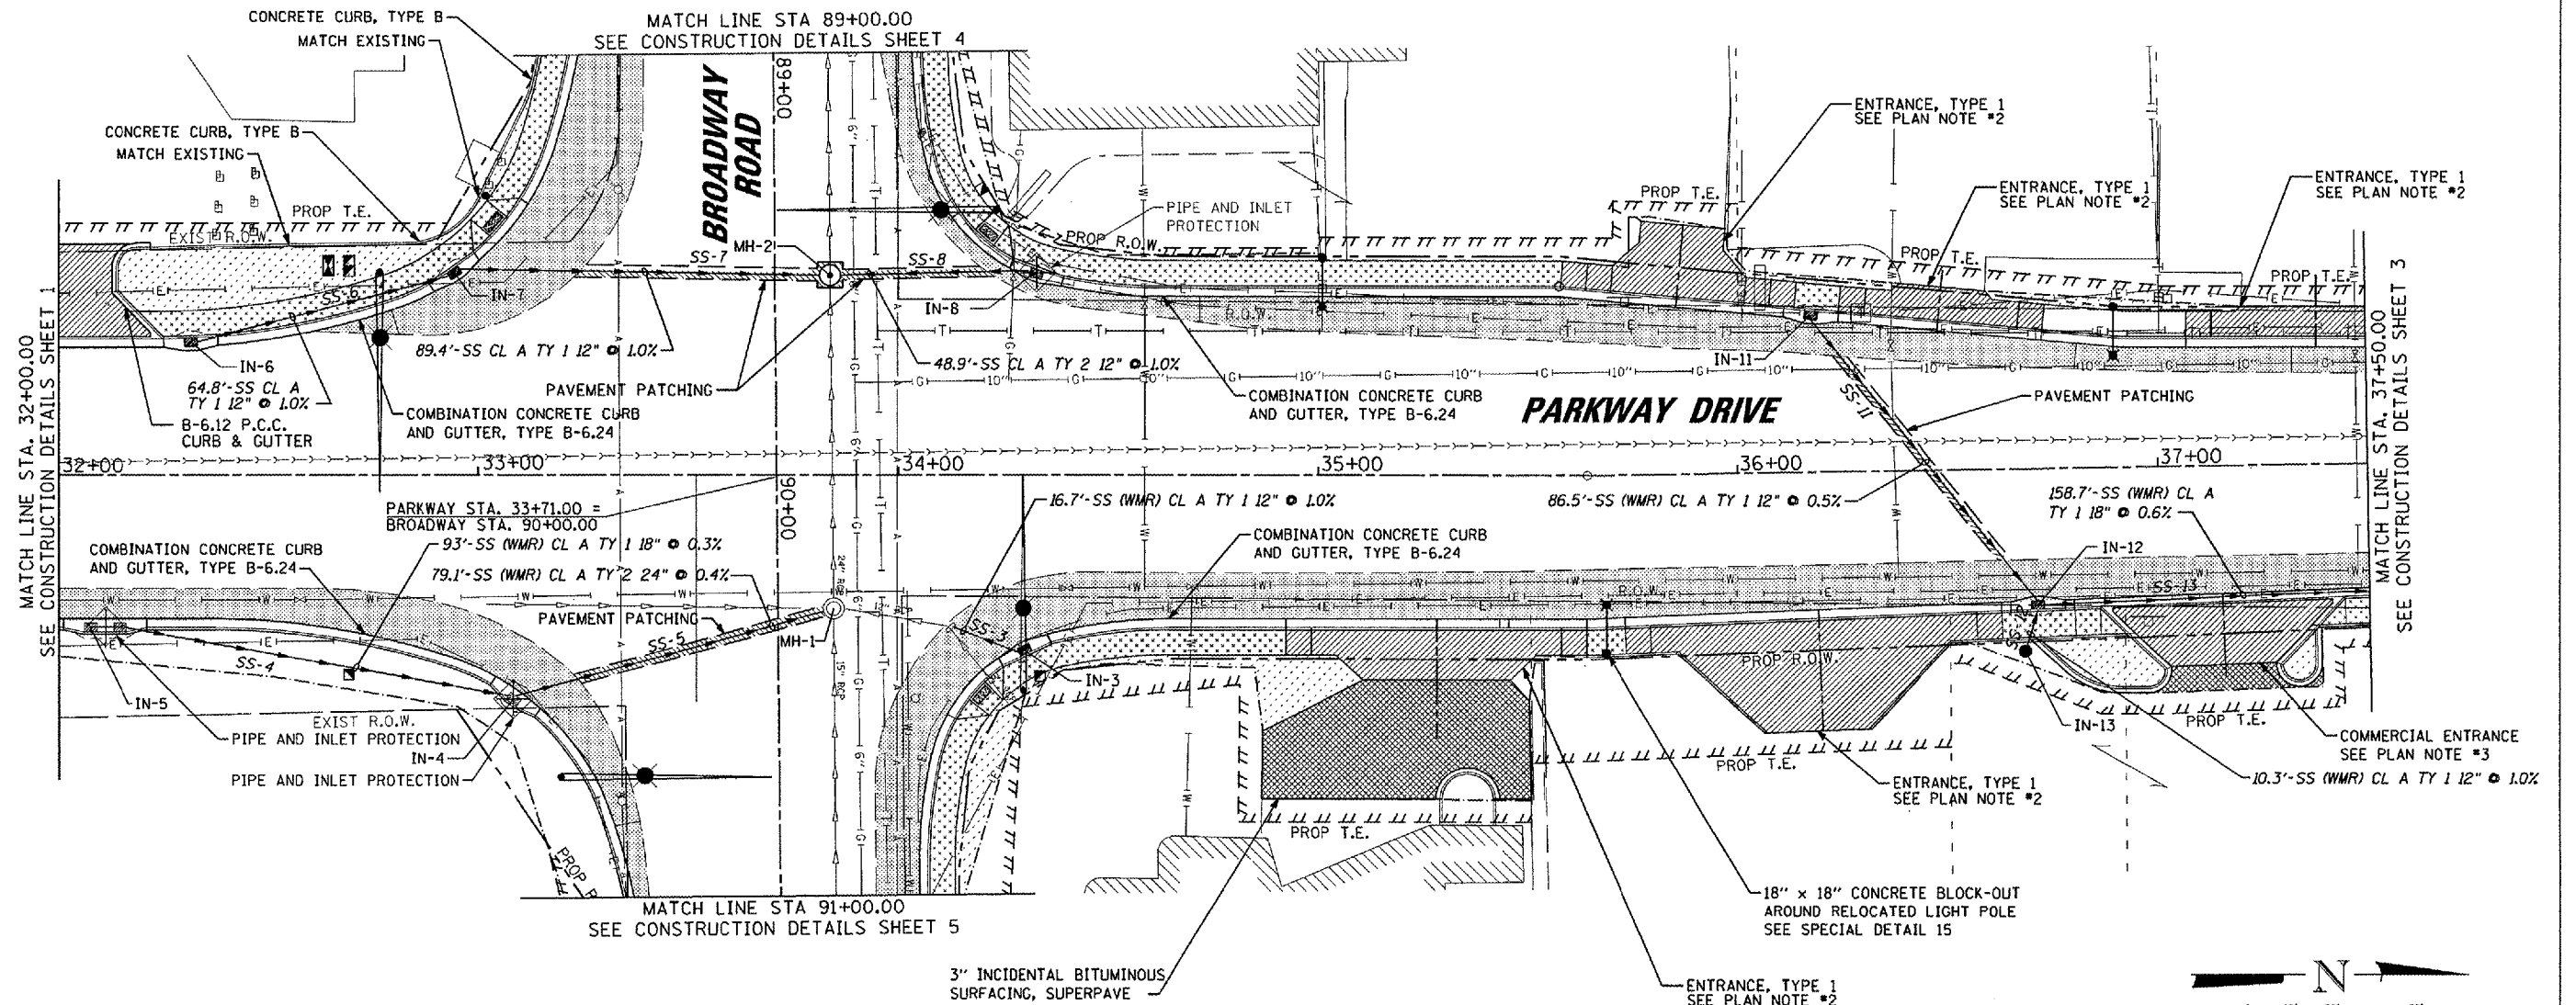 CONCRETE CURB, TYPE B
MATCH EXISTING
MATCH LINE STA 89+00.00
SEE CONSTRUCTION DETAILS SHEET 4
CONCRETE CURB, TYPE B
MATCH EXISTING
BROADWAY
ROAD
89+00
ENTRANCE, TYPE 1
SEE PLAN NOTE #2
ENTRANCE, TYPE 1
SEE PLAN NOTE #2
ENTRANCE, TYPE 1
SEE PLAN NOTE #2
PROP T.E.
EXIST R.O.W.
PIPE AND INLET
PROTECTION
PROP R.O.W.
PROP T.E.
PROP T.E.
PROP T.E.
MH-2
SS-7
SS-8
SS-6
IN-7
IN-8
IN-6
IN-11
R.O.W.
64.8'-SS CL A
TY 1 12" @ 1.0%
89.4'-SS CL A TY 1 12" @ 1.0%
48.9'-SS CL A TY 2 12" @ 1.0%
PAVEMENT PATCHING
B-6.12 P.C.C.
CURB & GUTTER
COMBINATION CONCRETE CURB
AND GUTTER, TYPE B-6.24
COMBINATION CONCRETE CURB
AND GUTTER, TYPE B-6.24
PARKWAY DRIVE
SS-11
PAVEMENT PATCHING
MATCH LINE STA. 32+00.00
SEE CONSTRUCTION DETAILS SHEET 1
MATCH LINE STA. 37+50.00
SEE CONSTRUCTION DETAILS SHEET 3
32+00
33+00
34+00
35+00
36+00
37+00
PARKWAY STA. 33+71.00 =
BROADWAY STA. 90+00.00
90+00
16.7'-SS (WMR) CL A TY 1 12" @ 1.0%
86.5'-SS (WMR) CL A TY 1 12" @ 0.5%
158.7'-SS (WMR) CL A
TY 1 18" @ 0.6%
COMBINATION CONCRETE CURB
AND GUTTER, TYPE B-6.24
93'-SS (WMR) CL A TY 1 18" @ 0.3%
79.1'-SS (WMR) CL A TY 2 24" @ 0.4%
COMBINATION CONCRETE CURB
AND GUTTER, TYPE B-6.24
IN-12
SS-13
R.O.W.
PAVEMENT PATCHING
MH-1
24" RCP
15" RCP
SS-5
SS-3
SS-4
SS-12
IN-5
IN-3
IN-13
EXIST R.O.W.
PIPE AND INLET PROTECTION
IN-4
PIPE AND INLET PROTECTION
PROP R.O.W.
PROP T.E.
PROP T.E.
PROP T.E.
COMMERCIAL ENTRANCE
SEE PLAN NOTE #3
10.3'-SS (WMR) CL A TY 1 12" @ 1.0%
ENTRANCE, TYPE 1
SEE PLAN NOTE #2
MATCH LINE STA 91+00.00
SEE CONSTRUCTION DETAILS SHEET 5
18" x 18" CONCRETE BLOCK-OUT
AROUND RELOCATED LIGHT POLE
SEE SPECIAL DETAIL 15
3" INCIDENTAL BITUMINOUS
SURFACING, SUPERPAVE
ENTRANCE, TYPE 1
SEE PLAN NOTE #2
N